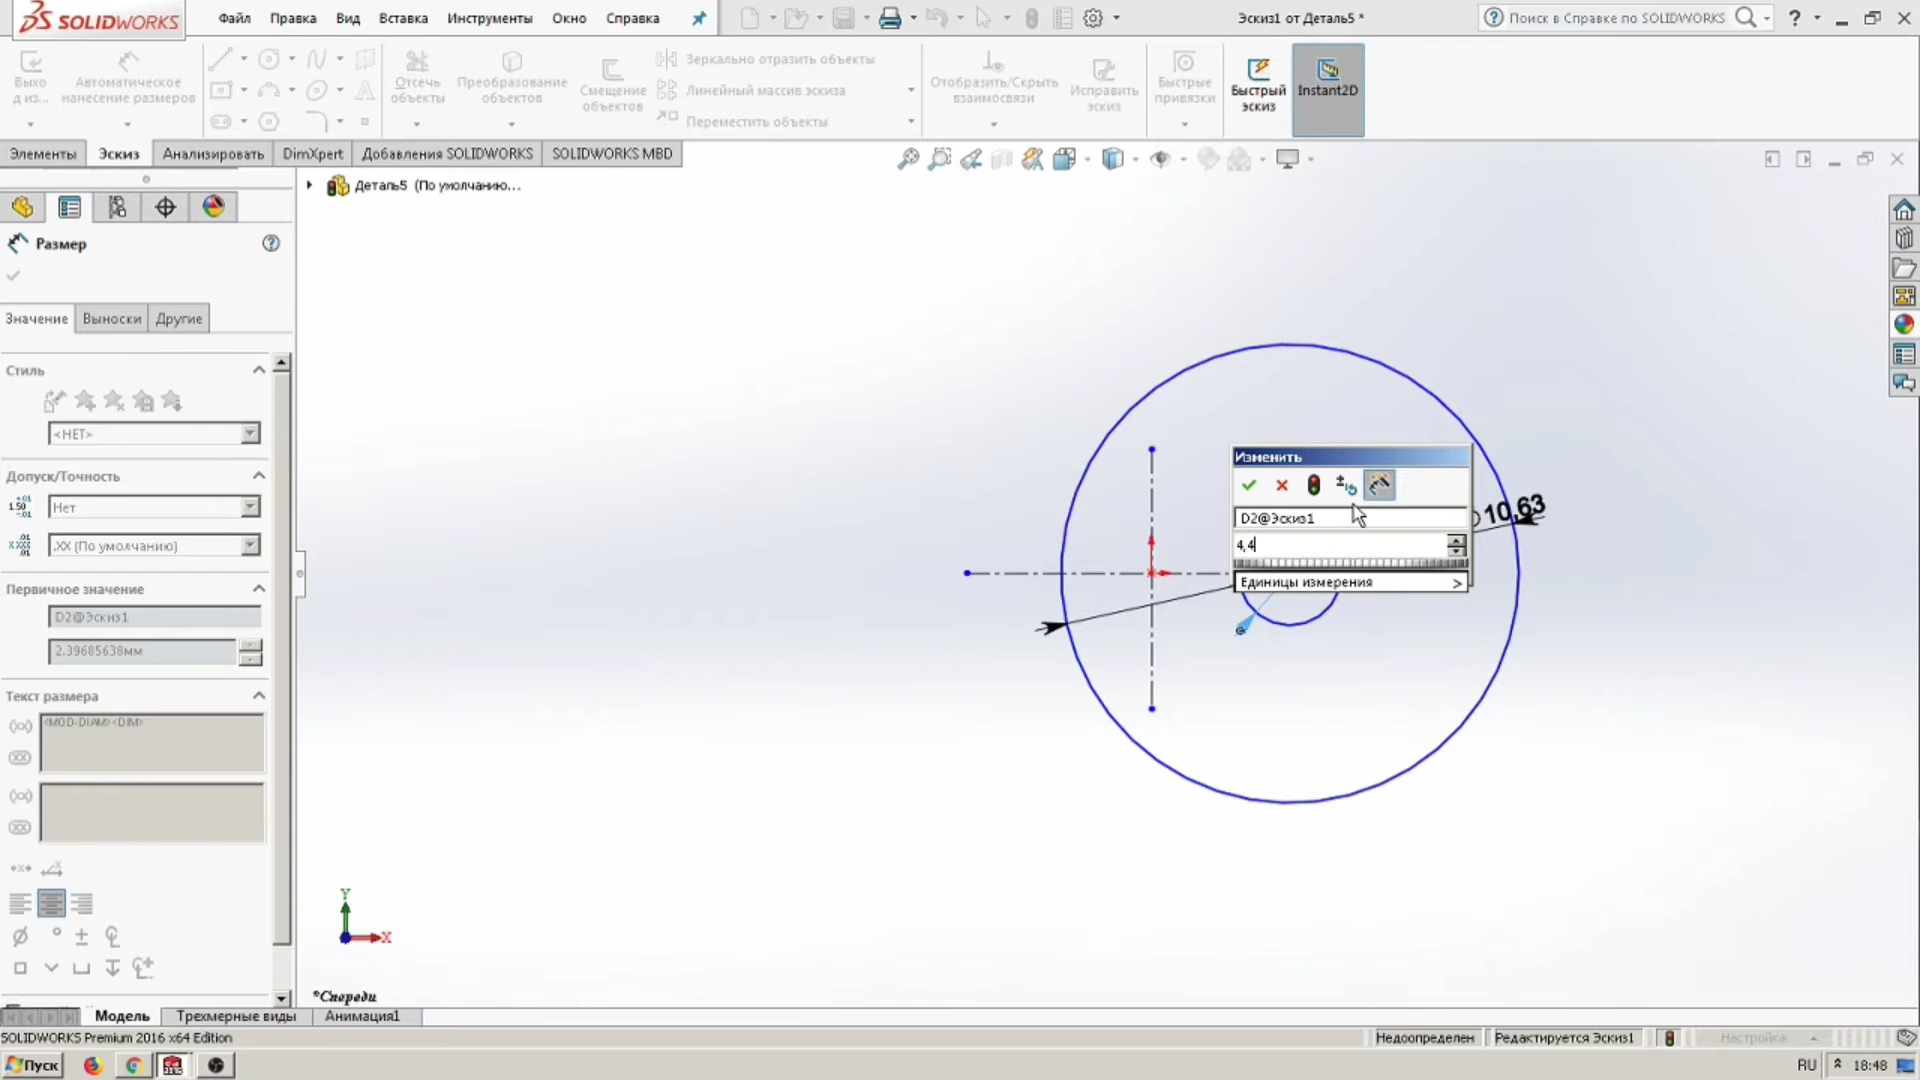 SOLIDWORKS
Файл Правка Вид Вставка Инструменты Окно Справка
Эскиз1 от Деталь5 *
Поиск в Справке по SOLIDWORKS
?
Выхо
д из...
Автоматическое
нанесение размеров
Отсечь
объекты
Преобразование
объектов
Смещение
объектов
Зеркально отразить объекты
Линейный массив эскиза
Переместить объекты
Отобразить/Скрыть
взаимосвязи
Исправить
эскиз
Быстрые
привязки
Быстрый
эскиз
Instant2D
Элементы Эскиз Анализировать DimXpert Добавления SOLIDWORKS SOLIDWORKS MBD
Деталь5 (По умолчанию...
Размер
Значение Выноски Другие
Стиль
<НЕТ>
Допуск/Точность
Нет
.XX (По умолчанию)
Первичное значение
D2@Эскиз1
2.39685638мм
Текст размера
<MOD-DIAM><DIM>
Изменить
D2@Эскиз1
4,4
Единицы измерения >
10,63
Y
X
*Спереди
Модель Трехмерные виды Анимация1
SOLIDWORKS Premium 2016 x64 Edition
Недоопределен Редактируется Эскиз1 Настройка
Пуск
RU 18:48